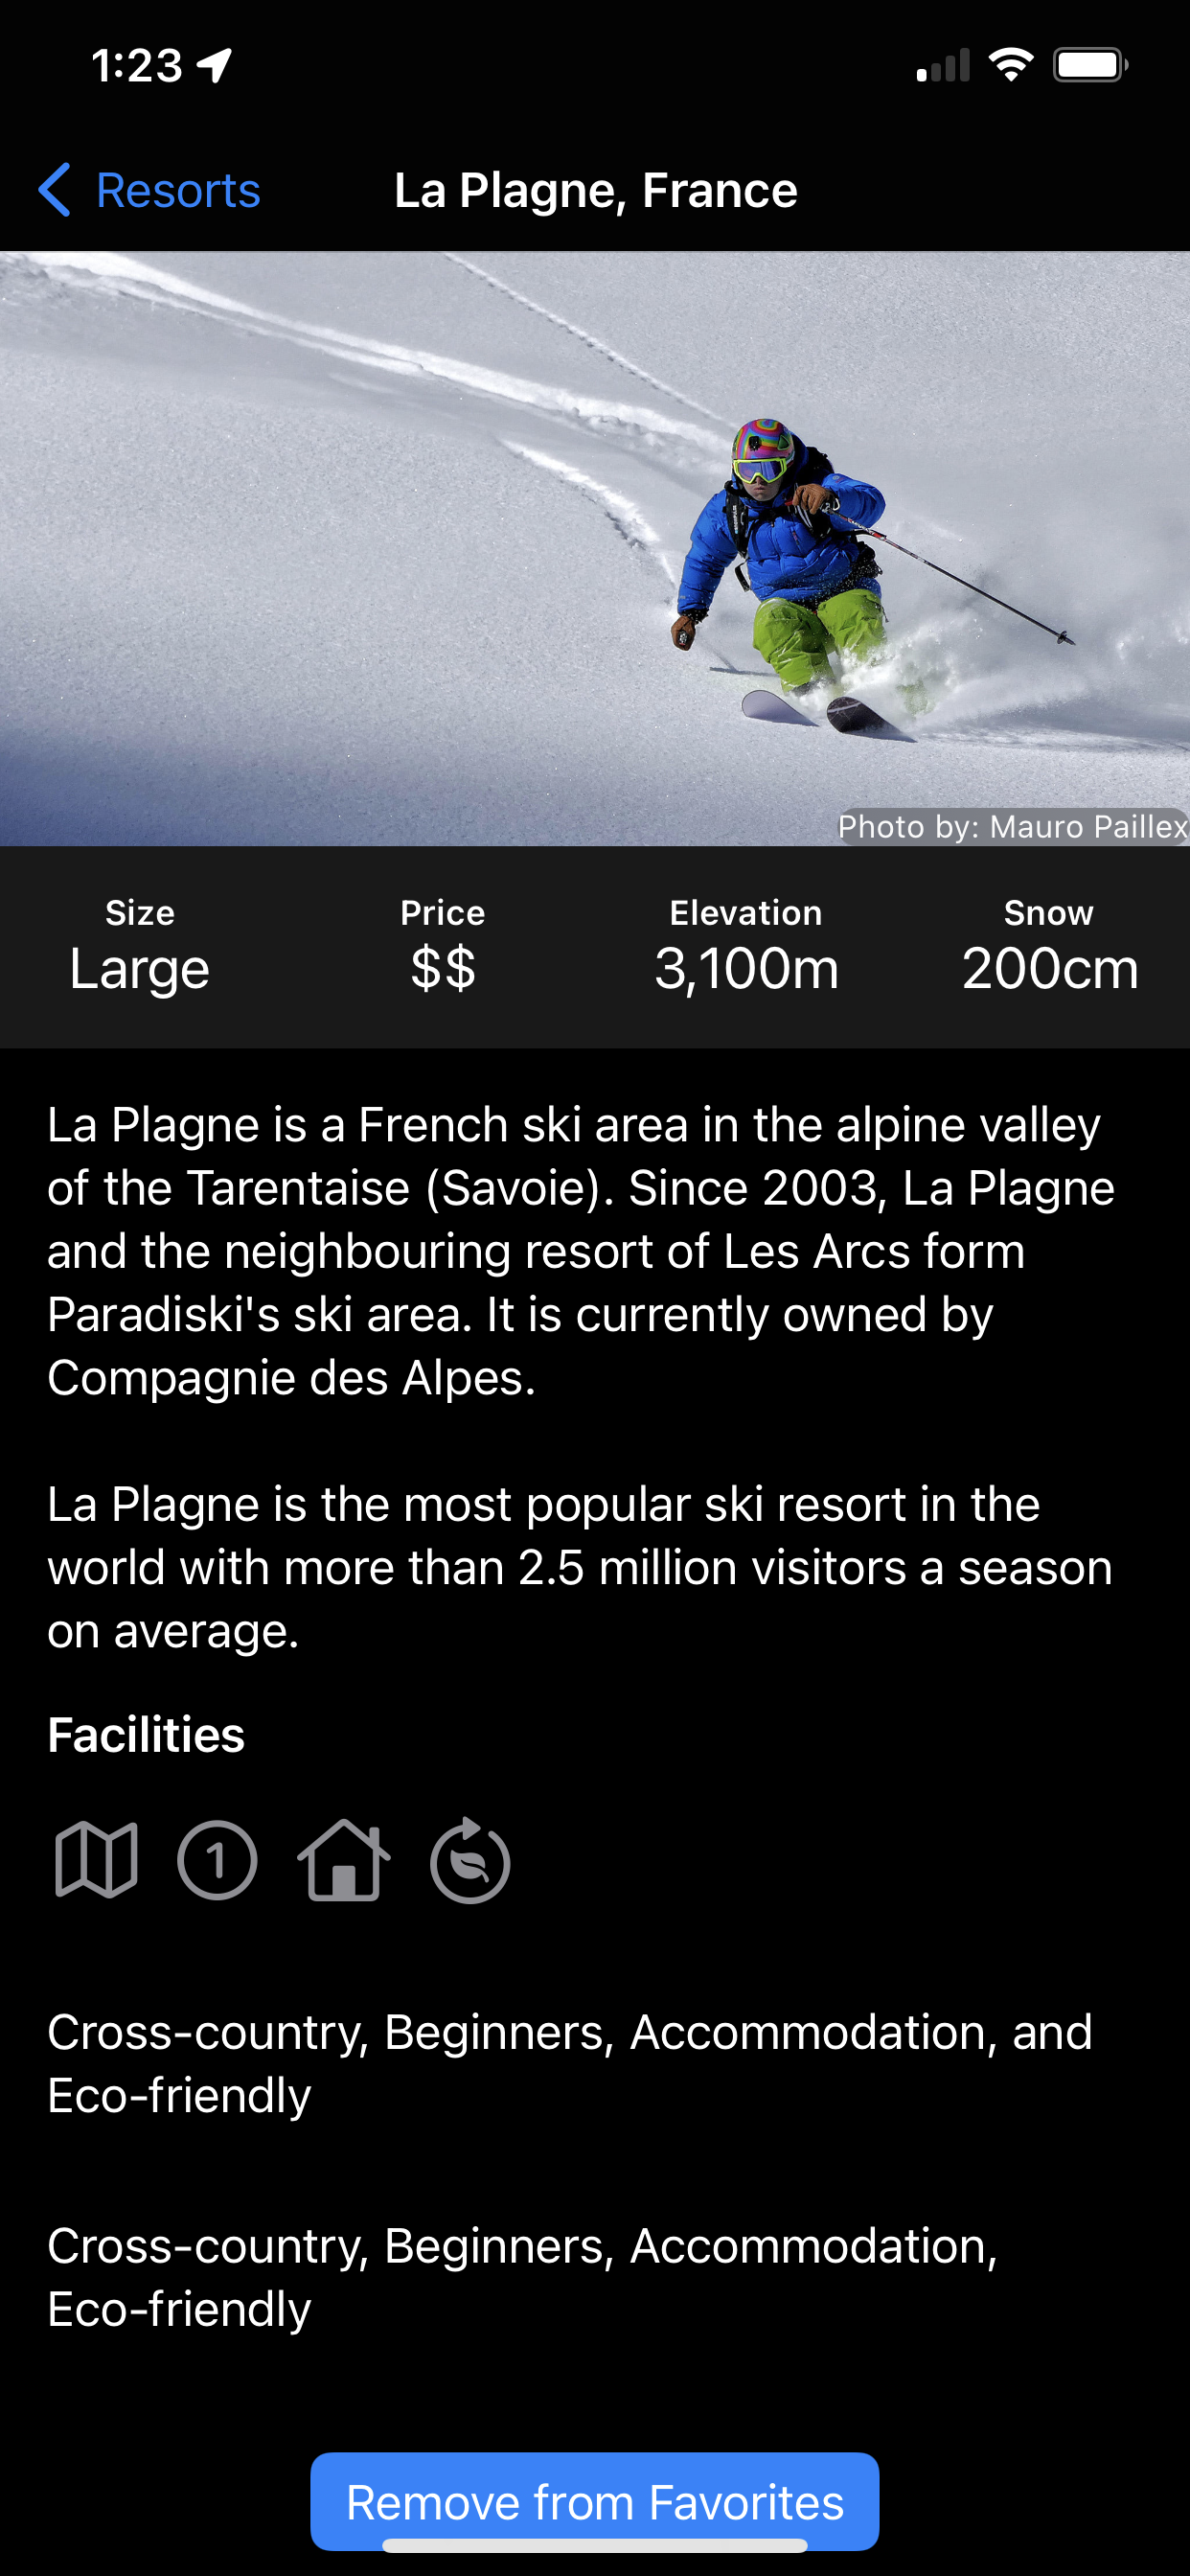 1:23
Resorts
La Plagne, France
Photo by: Mauro Paillex
Size
Large
Price
$$
Elevation
3,100m
Snow
200cm
La Plagne is a French ski area in the alpine valley
of the Tarentaise (Savoie). Since 2003, La Plagne
and the neighbouring resort of Les Arcs form
Paradiski's ski area. It is currently owned by
Compagnie des Alpes.
La Plagne is the most popular ski resort in the
world with more than 2.5 million visitors a season
on average.
Facilities
1
Cross-country, Beginners, Accommodation, and
Eco-friendly
Cross-country, Beginners, Accommodation,
Eco-friendly
Remove from Favorites